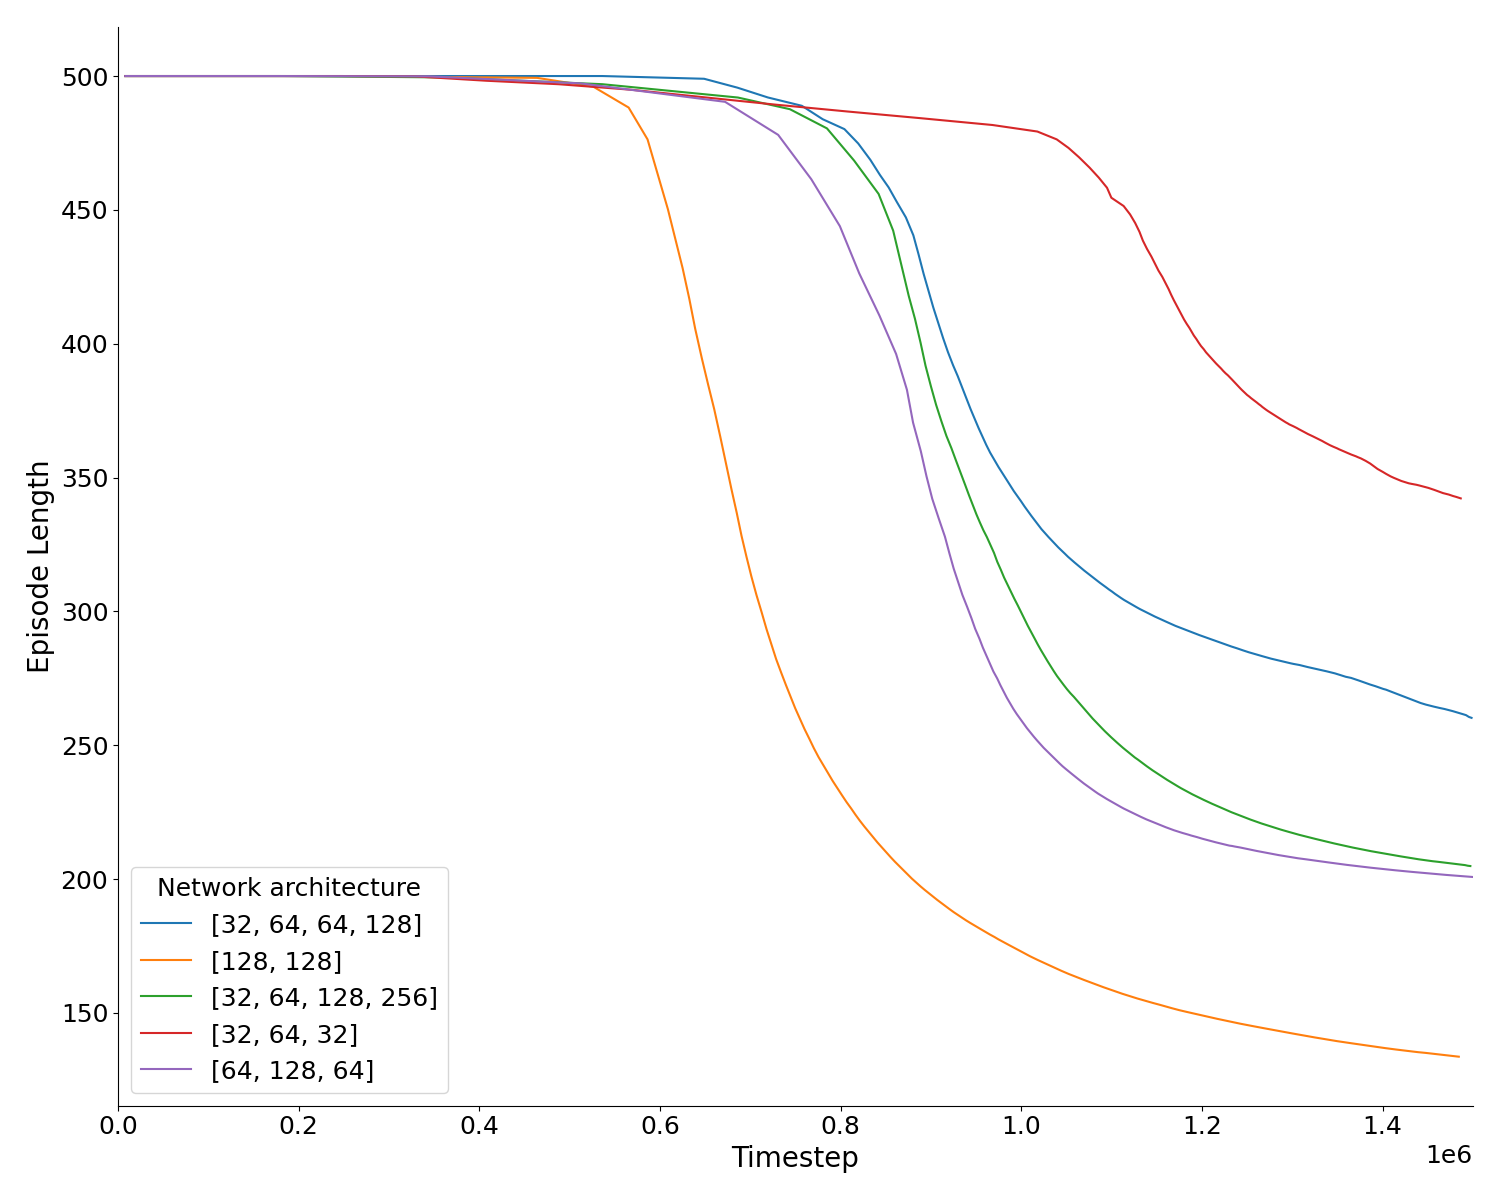 500
450
400
350
300
250
200
150
Episode Length
Network architecture
[32, 64, 64, 128]
[128, 128]
[32, 64, 128, 256]
[32, 64, 32]
[64, 128, 64]
0.0 0.2 0.4 0.6 0.8 1.0 1.2 1.4
1e6
Timestep